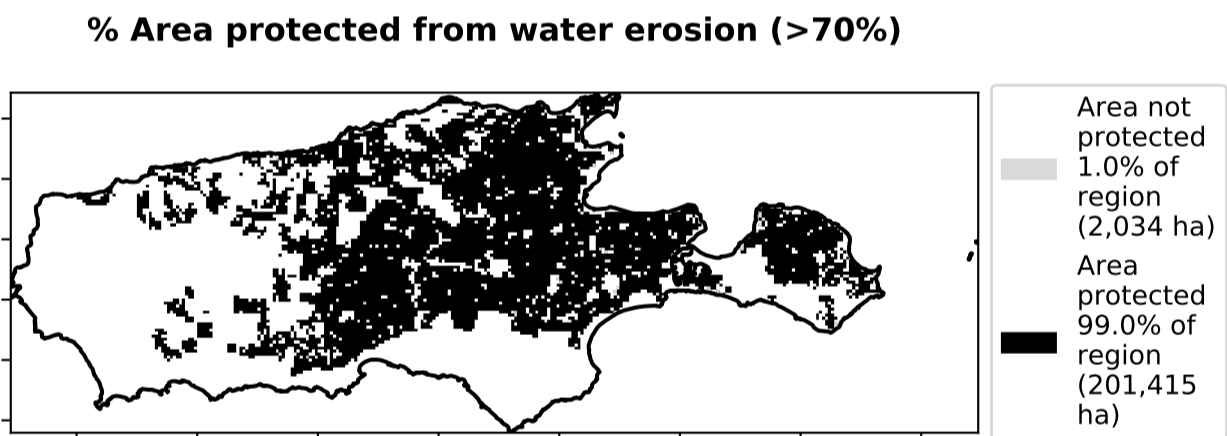 % Area protected from water erosion (>70%)
Area not
protected
1.0% of
region
(2,034 ha)
Area
protected
99.0% of
region
(201,415
ha)